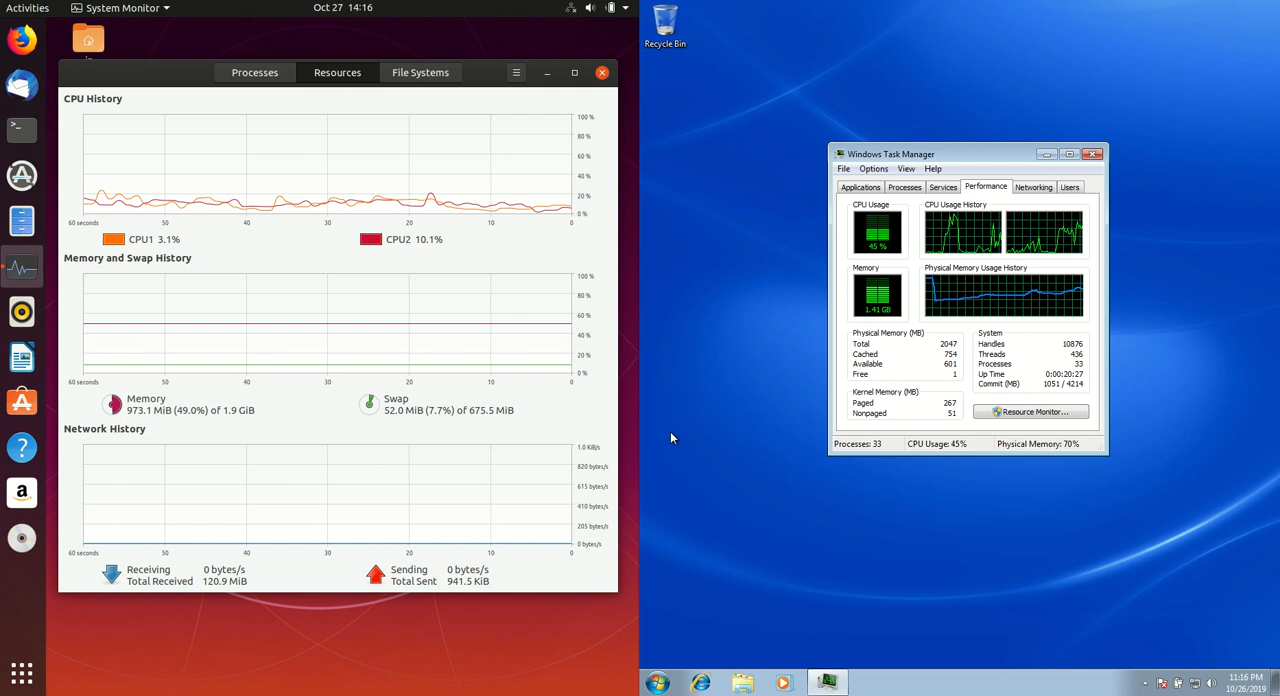 Activities
System Monitor
Oct 27 14:16
Processes
Resources
File Systems
CPU History
100 %
80 %
60 %
40 %
20 %
0 %
60 seconds
50
40
30
20
10
0
CPU1 3.1%
CPU2 10.1%
Memory and Swap History
100 %
80 %
60 %
40 %
20 %
0 %
60 seconds
50
40
30
20
10
0
Memory
973.1 MiB (49.0%) of 1.9 GiB
Swap
52.0 MiB (7.7%) of 675.5 MiB
Network History
1.0 KiB/s
820 bytes/s
615 bytes/s
410 bytes/s
205 bytes/s
0 bytes/s
60 seconds
50
40
30
20
10
0
Receiving 0 bytes/s
Total Received 120.9 MiB
Sending 0 bytes/s
Total Sent 941.5 KiB
>_
?
a
Recycle Bin
Windows Task Manager
File Options View Help
Applications Processes Services Performance Networking Users
CPU Usage
45 %
CPU Usage History
Memory
1.41 GB
Physical Memory Usage History
Physical Memory (MB)
Total 2047
Cached 754
Available 601
Free 1
Kernel Memory (MB)
Paged 267
Nonpaged 51
System
Handles 10876
Threads 436
Processes 33
Up Time 0:00:20:27
Commit (MB) 1051 / 4214
Resource Monitor...
Processes: 33
CPU Usage: 45%
Physical Memory: 70%
11:16 PM
10/26/2019